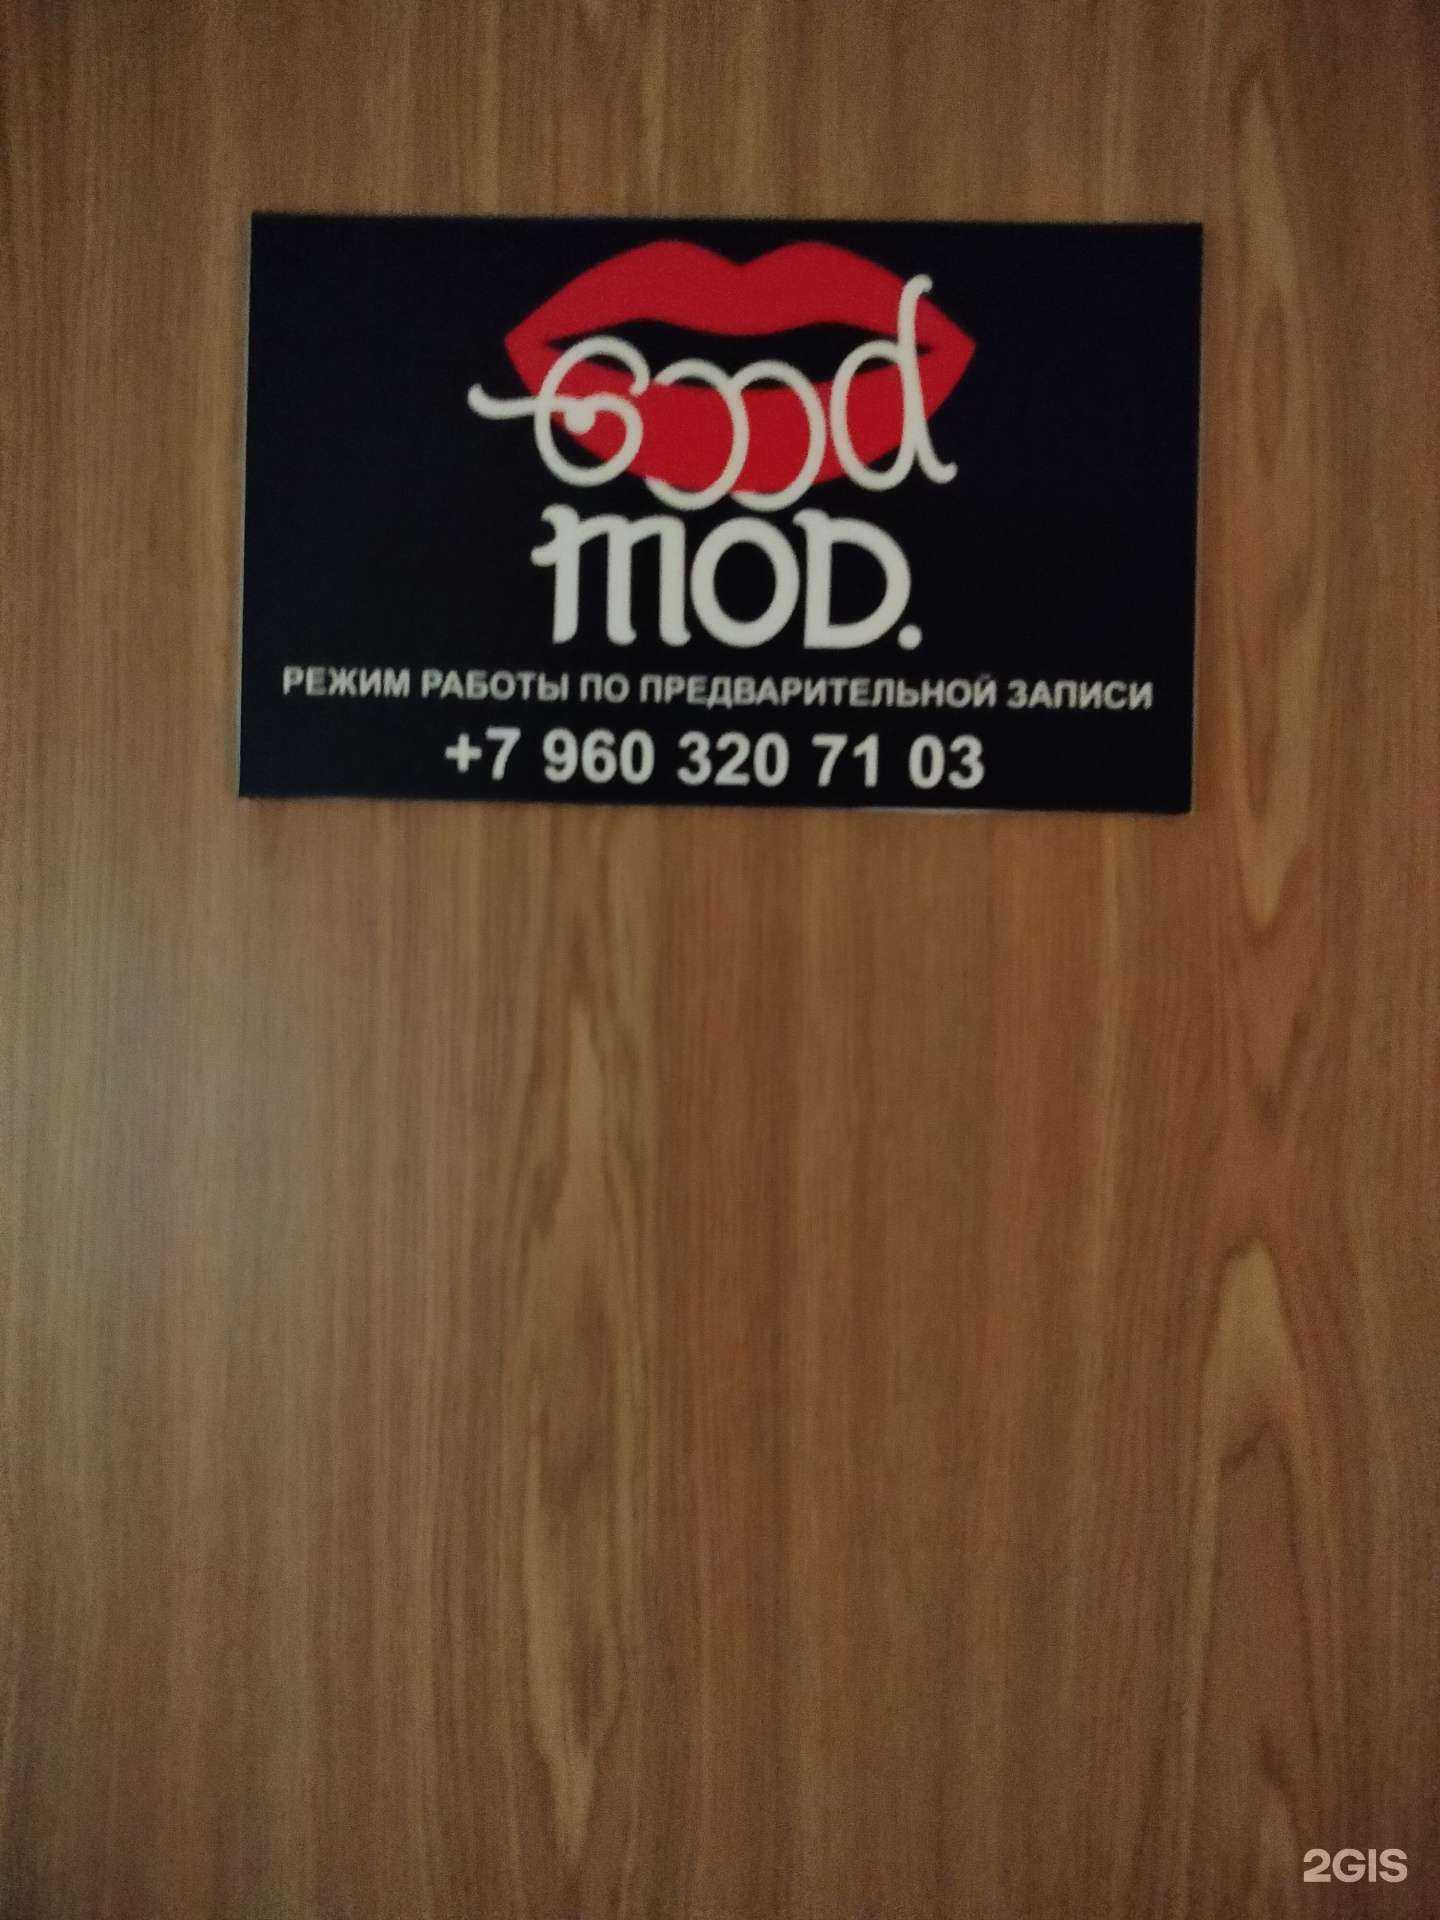 Good
MOD.
РЕЖИМ РАБОТЫ ПО ПРЕДВАРИТЕЛЬНОЙ ЗАПИСИ
+7 960 320 71 03
2GIS